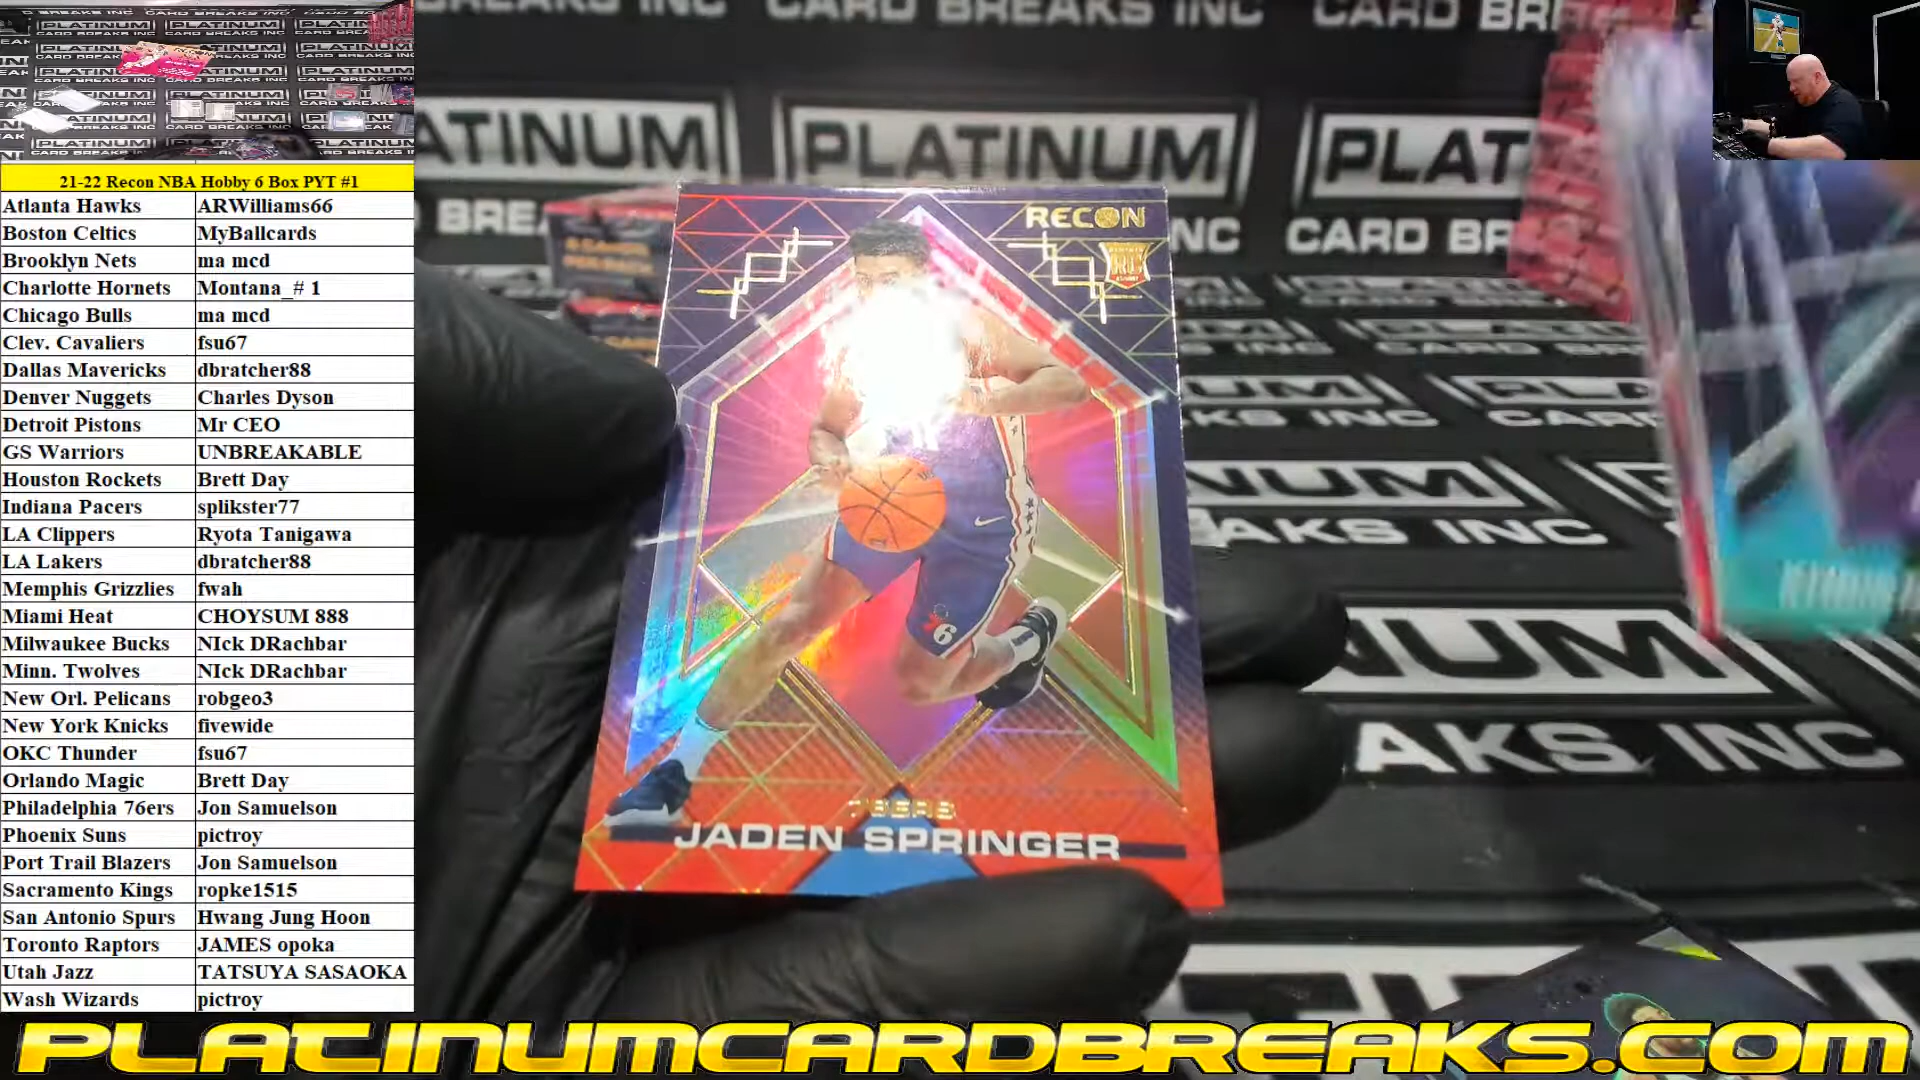 21-22 Recon NBA Hobby 6 Box PYT #1
Atlanta Hawks ARWilliams66
Boston Celtics MyBallcards
Brooklyn Nets ma mcd
Charlotte Hornets Montana_# 1
Chicago Bulls ma mcd
Clev. Cavaliers fsu67
Dallas Mavericks dbratcher88
Denver Nuggets Charles Dyson
Detroit Pistons Mr CEO
GS Warriors UNBREAKABLE
Houston Rockets Brett Day
Indiana Pacers splikster77
LA Clippers Ryota Tanigawa
LA Lakers dbratcher88
Memphis Grizzlies fwah
Miami Heat CHOYSUM 888
Milwaukee Bucks NIck DRachbar
Minn. Twolves NIck DRachbar
New Orl. Pelicans robgeo3
New York Knicks fivewide
OKC Thunder fsu67
Orlando Magic Brett Day
Philadelphia 76ers Jon Samuelson
Phoenix Suns pictroy
Port Trail Blazers Jon Samuelson
Sacramento Kings ropke1515
San Antonio Spurs Hwang Jung Hoon
Toronto Raptors JAMES opoka
Utah Jazz TATSUYA SASAOKA
Wash Wizards pictroy
CARD BREAKS INC
PLATINUM
CARD BREAKS INC
RECON
RC
76ERS
JADEN SPRINGER
PLATINUMCARDBREAKS.COM